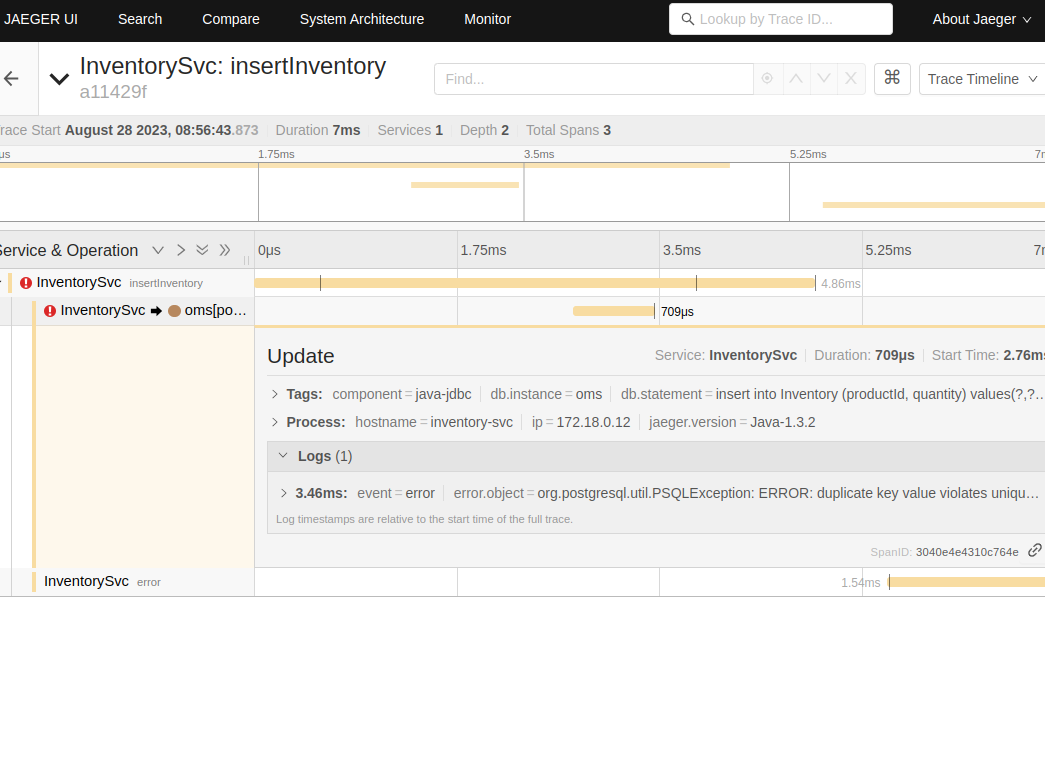 JAEGER UI Search Compare System Architecture Monitor Lookup by Trace ID... About Jaeger
InventorySvc: insertInventory
a11429f
Find... ⌘ Trace Timeline
race Start August 28 2023, 08:56:43.873 Duration 7ms Services 1 Depth 2 Total Spans 3
μs 1.75ms 3.5ms 5.25ms 7m
Service & Operation 0μs 1.75ms 3.5ms 5.25ms 7m
InventorySvc insertInventory 4.86ms
InventorySvc ➡ oms[po… 709μs
Update Service: InventorySvc Duration: 709μs Start Time: 2.76ms
Tags: component = java-jdbc db.instance = oms db.statement = insert into Inventory (productId, quantity) values(?,?…
Process: hostname = inventory-svc ip = 172.18.0.12 jaeger.version = Java-1.3.2
Logs (1)
3.46ms: event = error error.object = org.postgresql.util.PSQLException: ERROR: duplicate key value violates uniqu…
Log timestamps are relative to the start time of the full trace.
SpanID: 3040e4e4310c764e
InventorySvc error 1.54ms